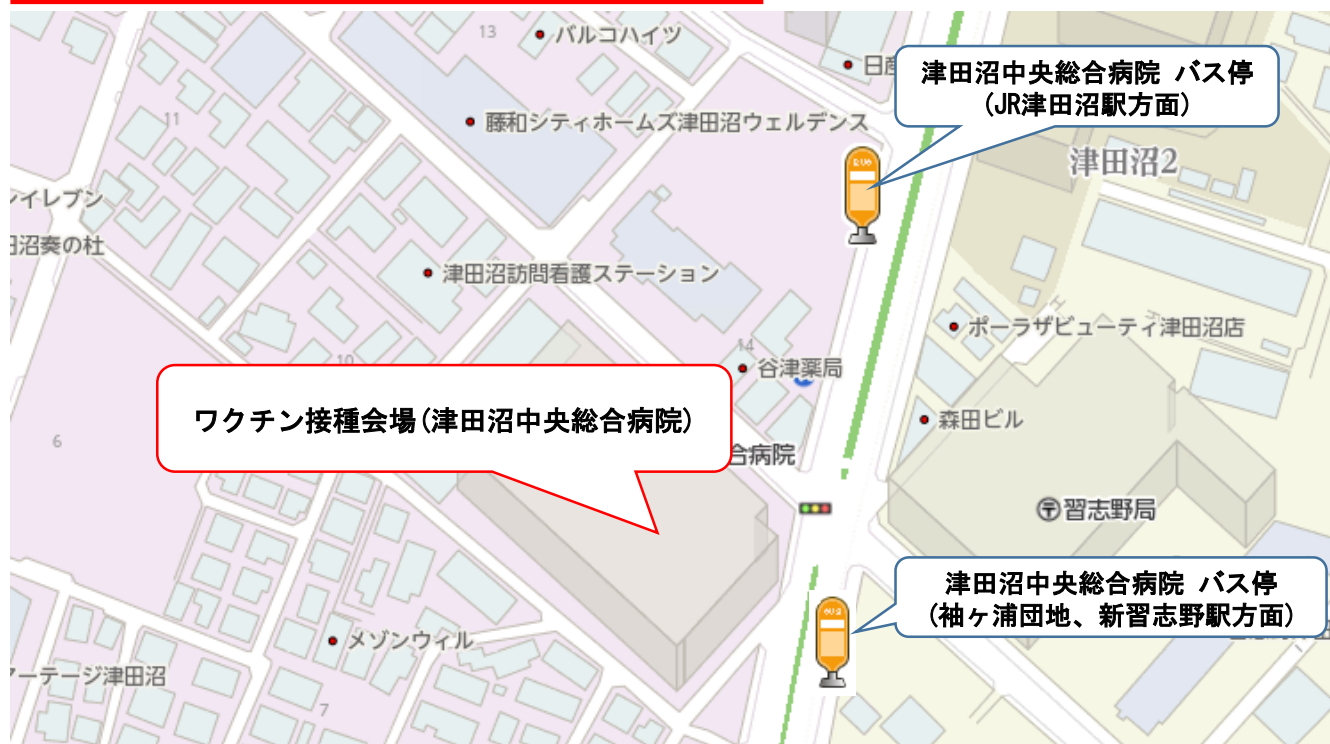 13
バルコハイツ
日産
津田沼中央総合病院 バス停
(JR津田沼駅方面)
11
藤和シティホームズ津田沼ウェルデンス
津田沼2
イレブン
沼奏の杜
津田沼訪問看護ステーション
ポーラザビューティ津田沼店
14
谷津薬局
10
ワクチン接種会場(津田沼中央総合病院)
森田ビル
6
合病院
習志野局
津田沼中央総合病院 バス停
(袖ヶ浦団地、新習志野駅方面)
メゾンウィル
ーテージ津田沼
7